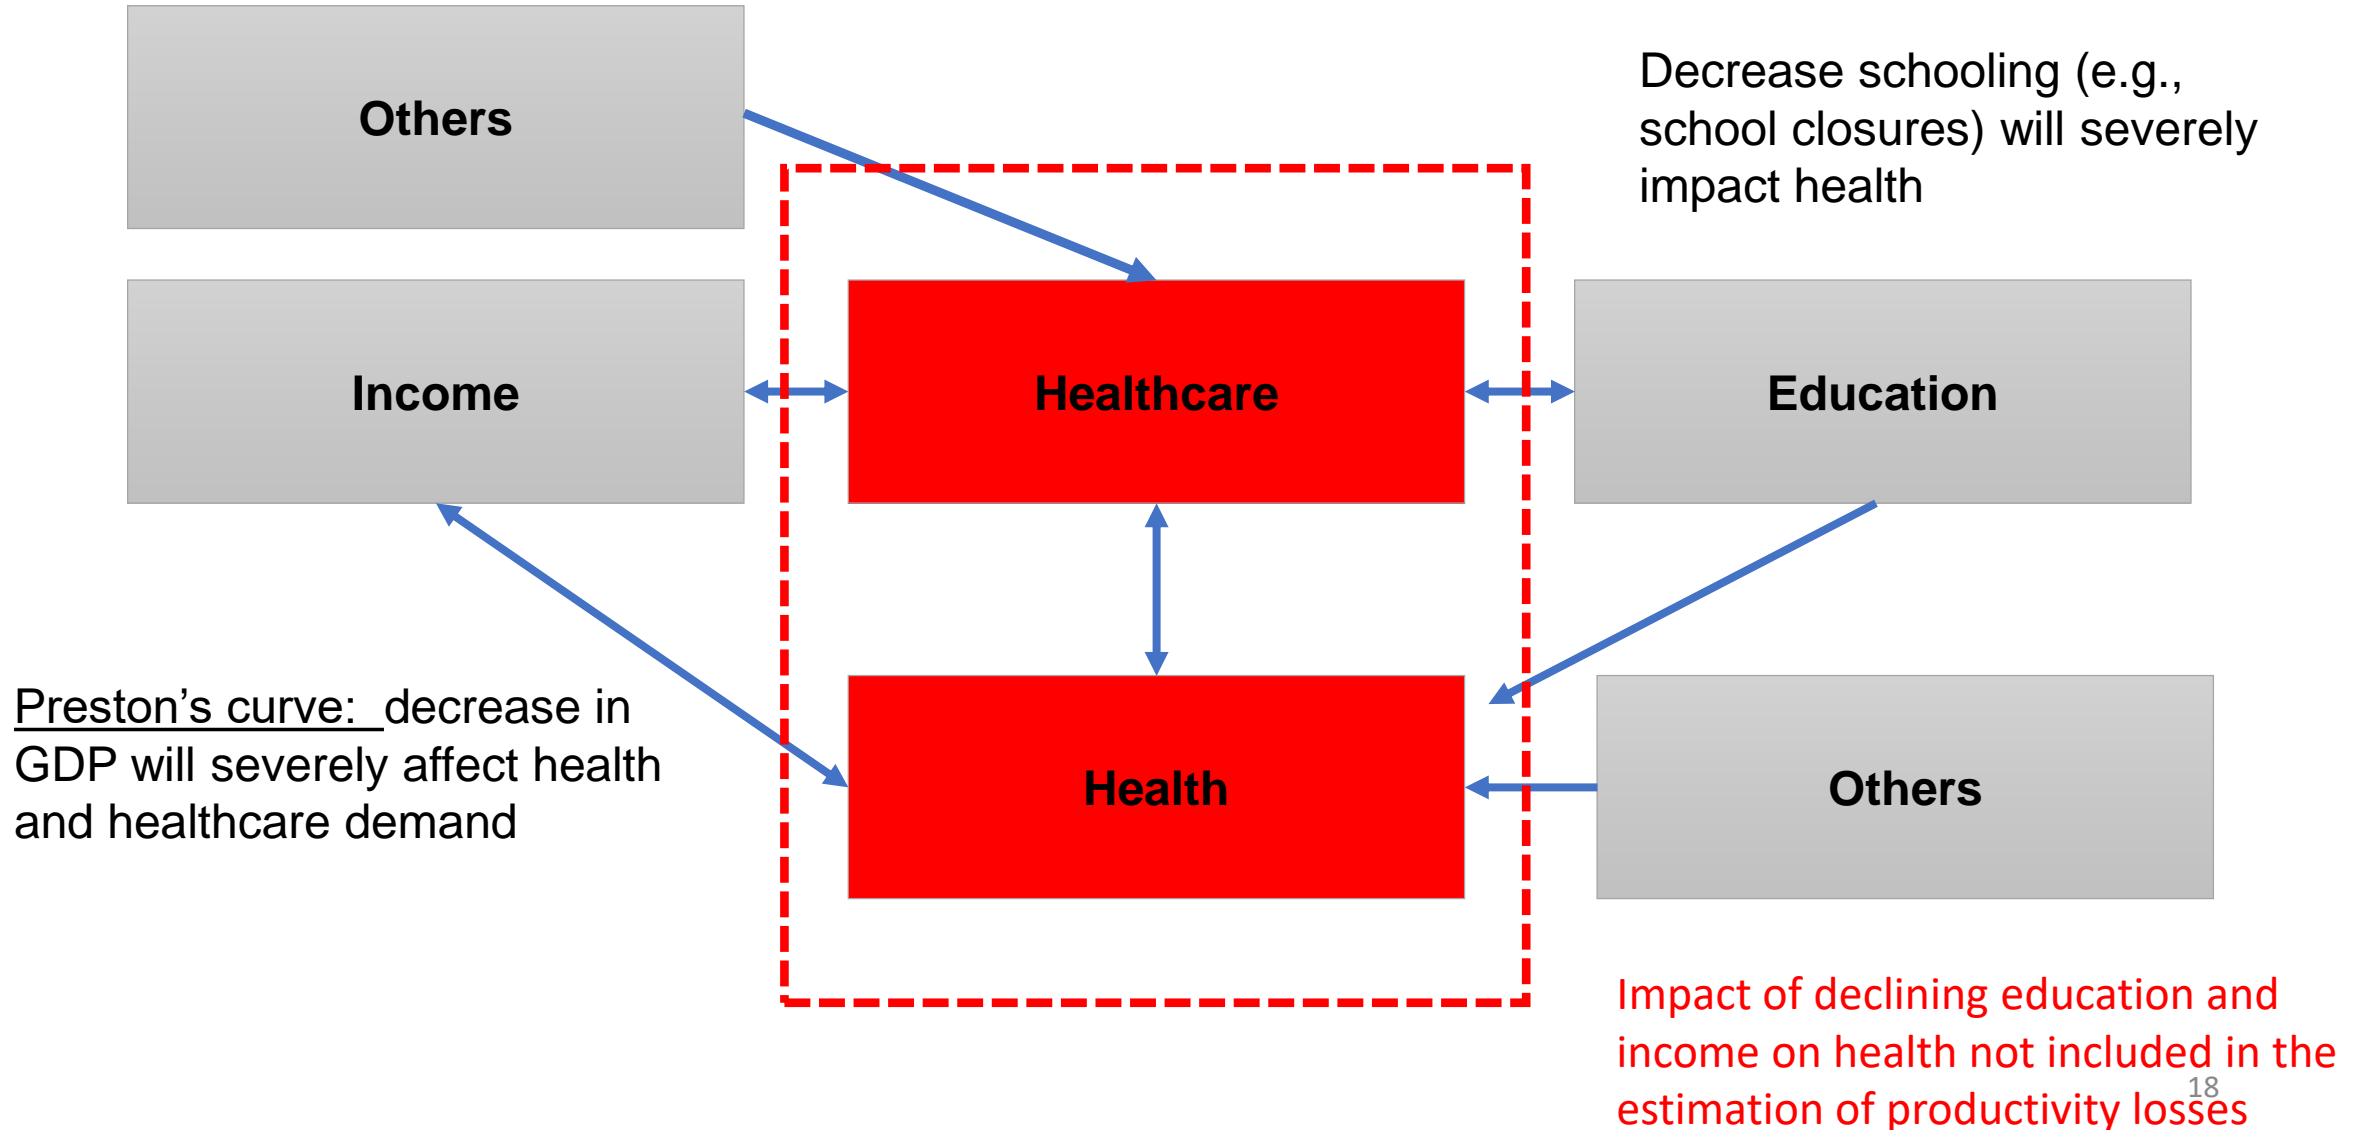 Others
Decrease schooling (e.g.,
school closures) will severely
impact health
Income
Healthcare
Education
Preston’s curve: decrease in
GDP will severely affect health
and healthcare demand
Health
Others
Impact of declining education and
income on health not included in the
estimation of productivity losses
18